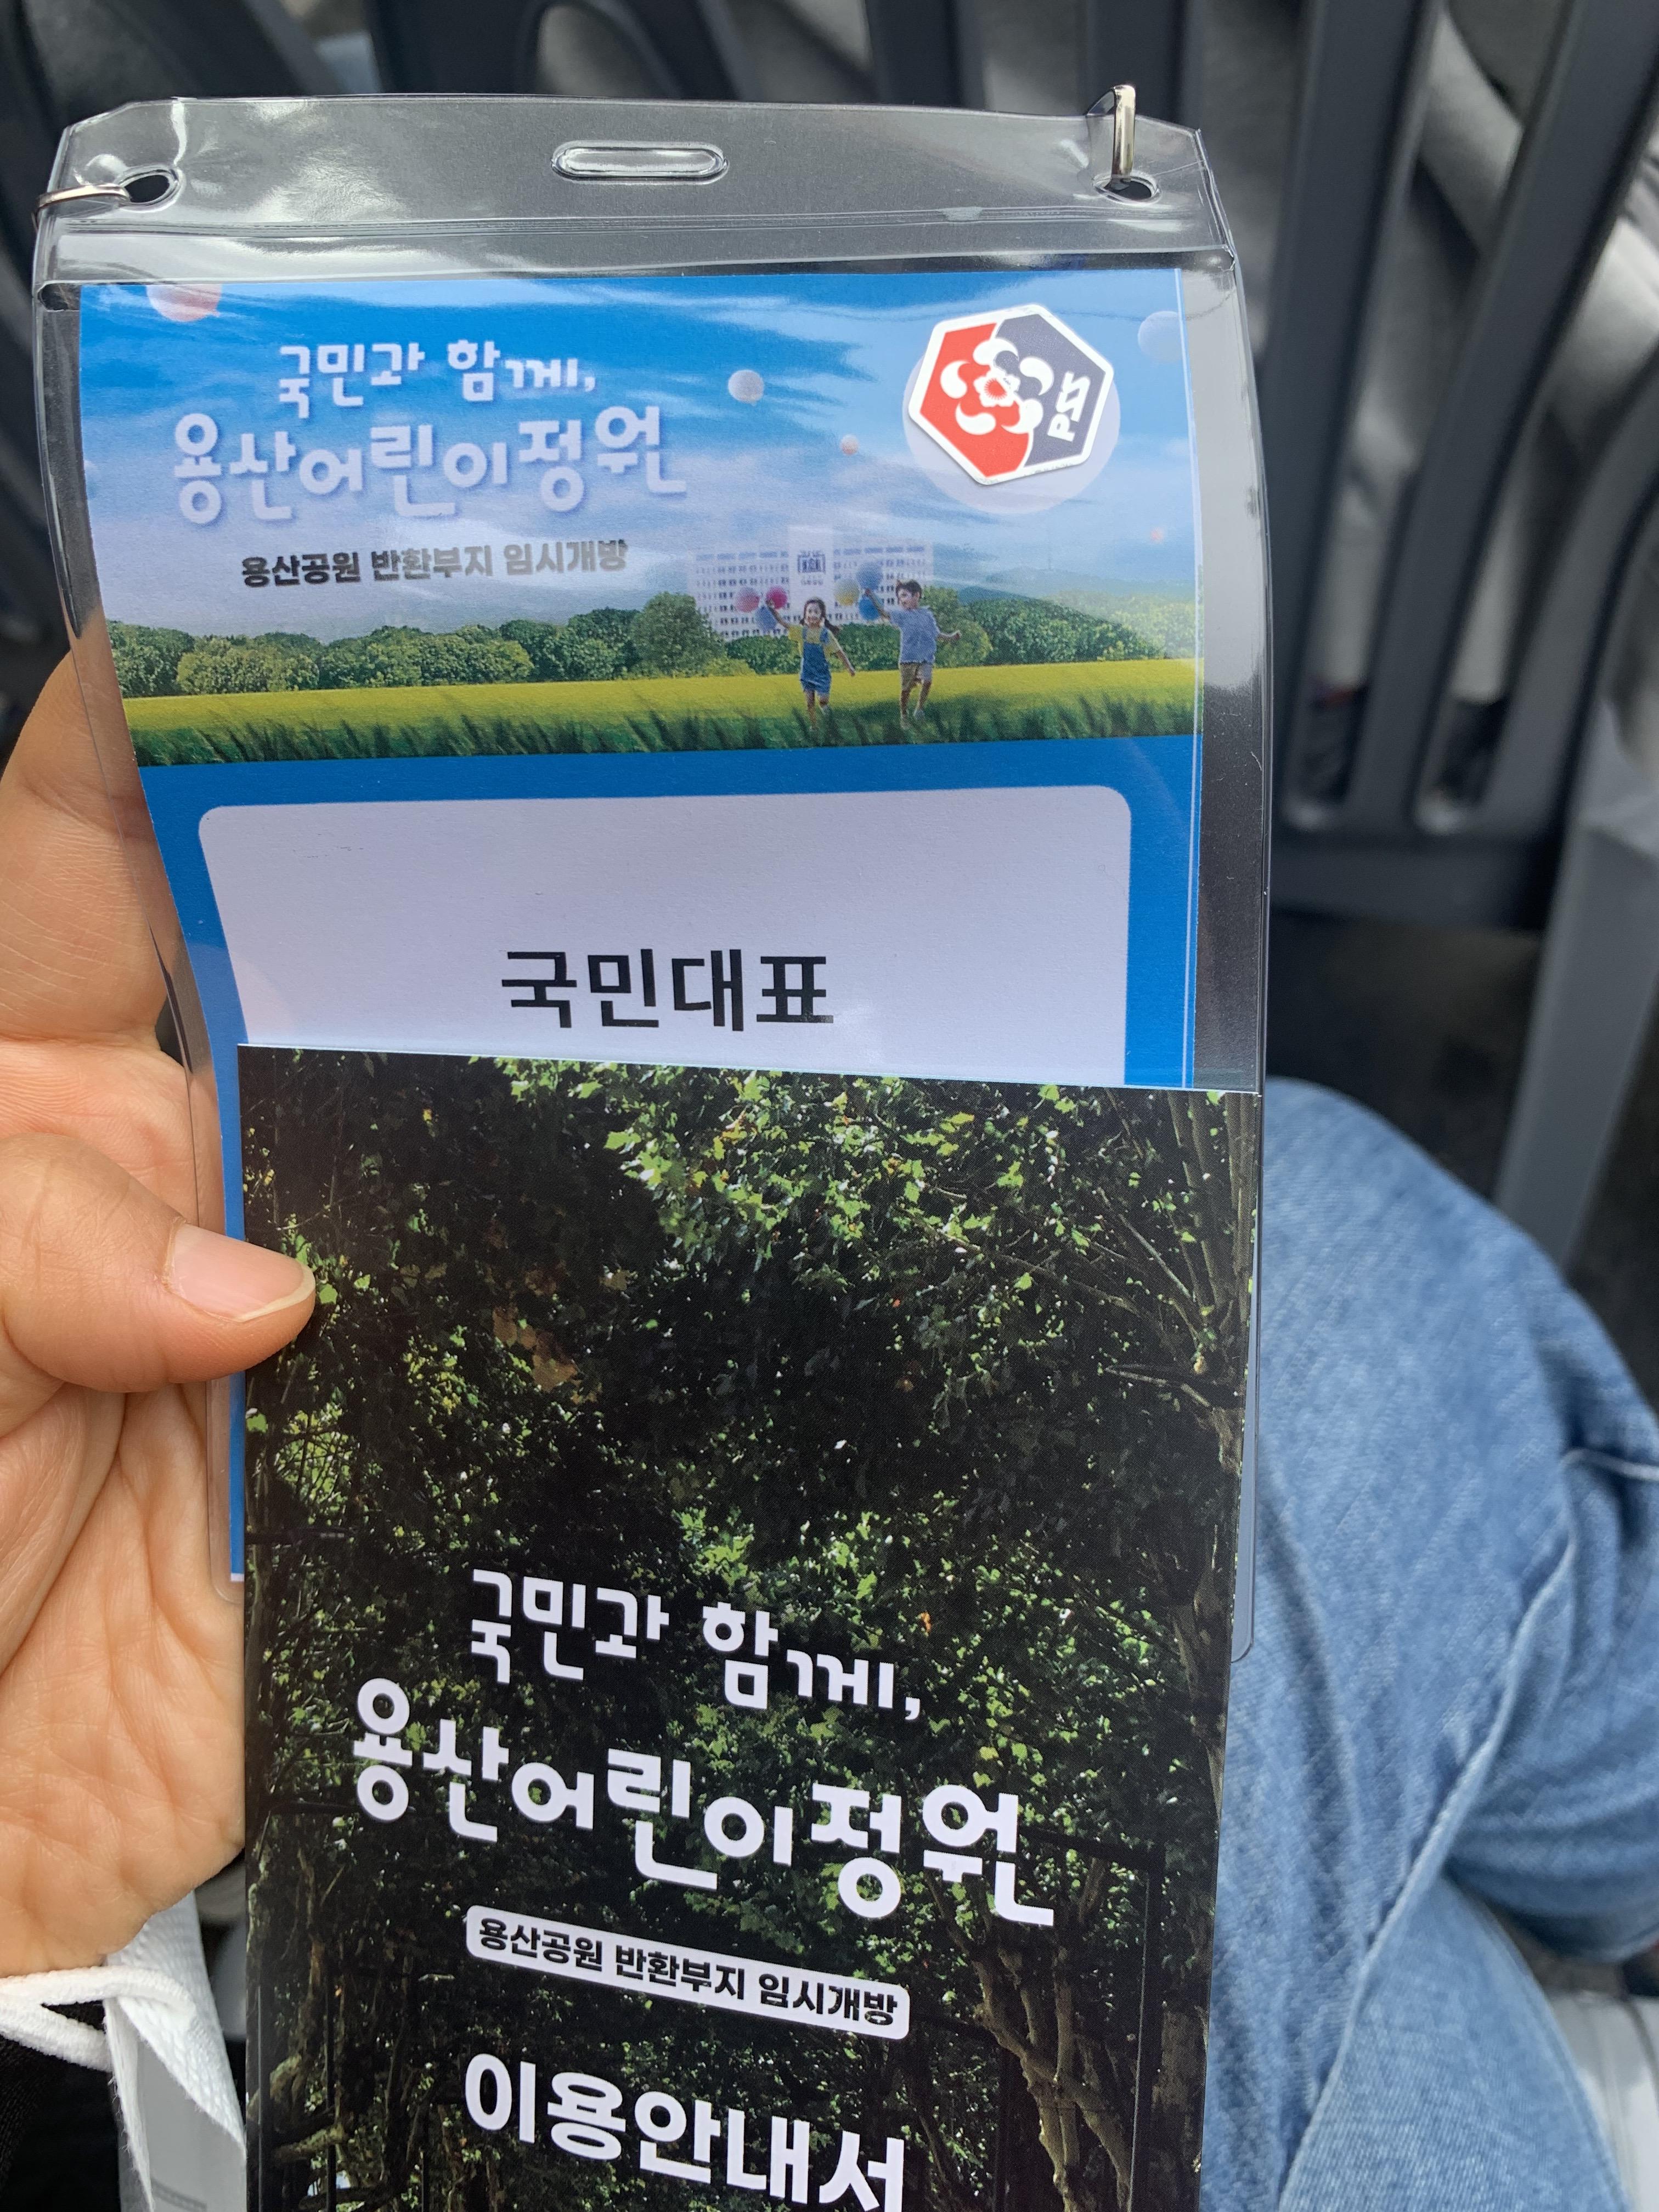 국민과 함께,
용산어린이정원
PSS
용산공원 반환부지 임시개방
국민대표
국민과 함께,
용산어린이정원
용산공원 반환부지 임시개방
이용안내서